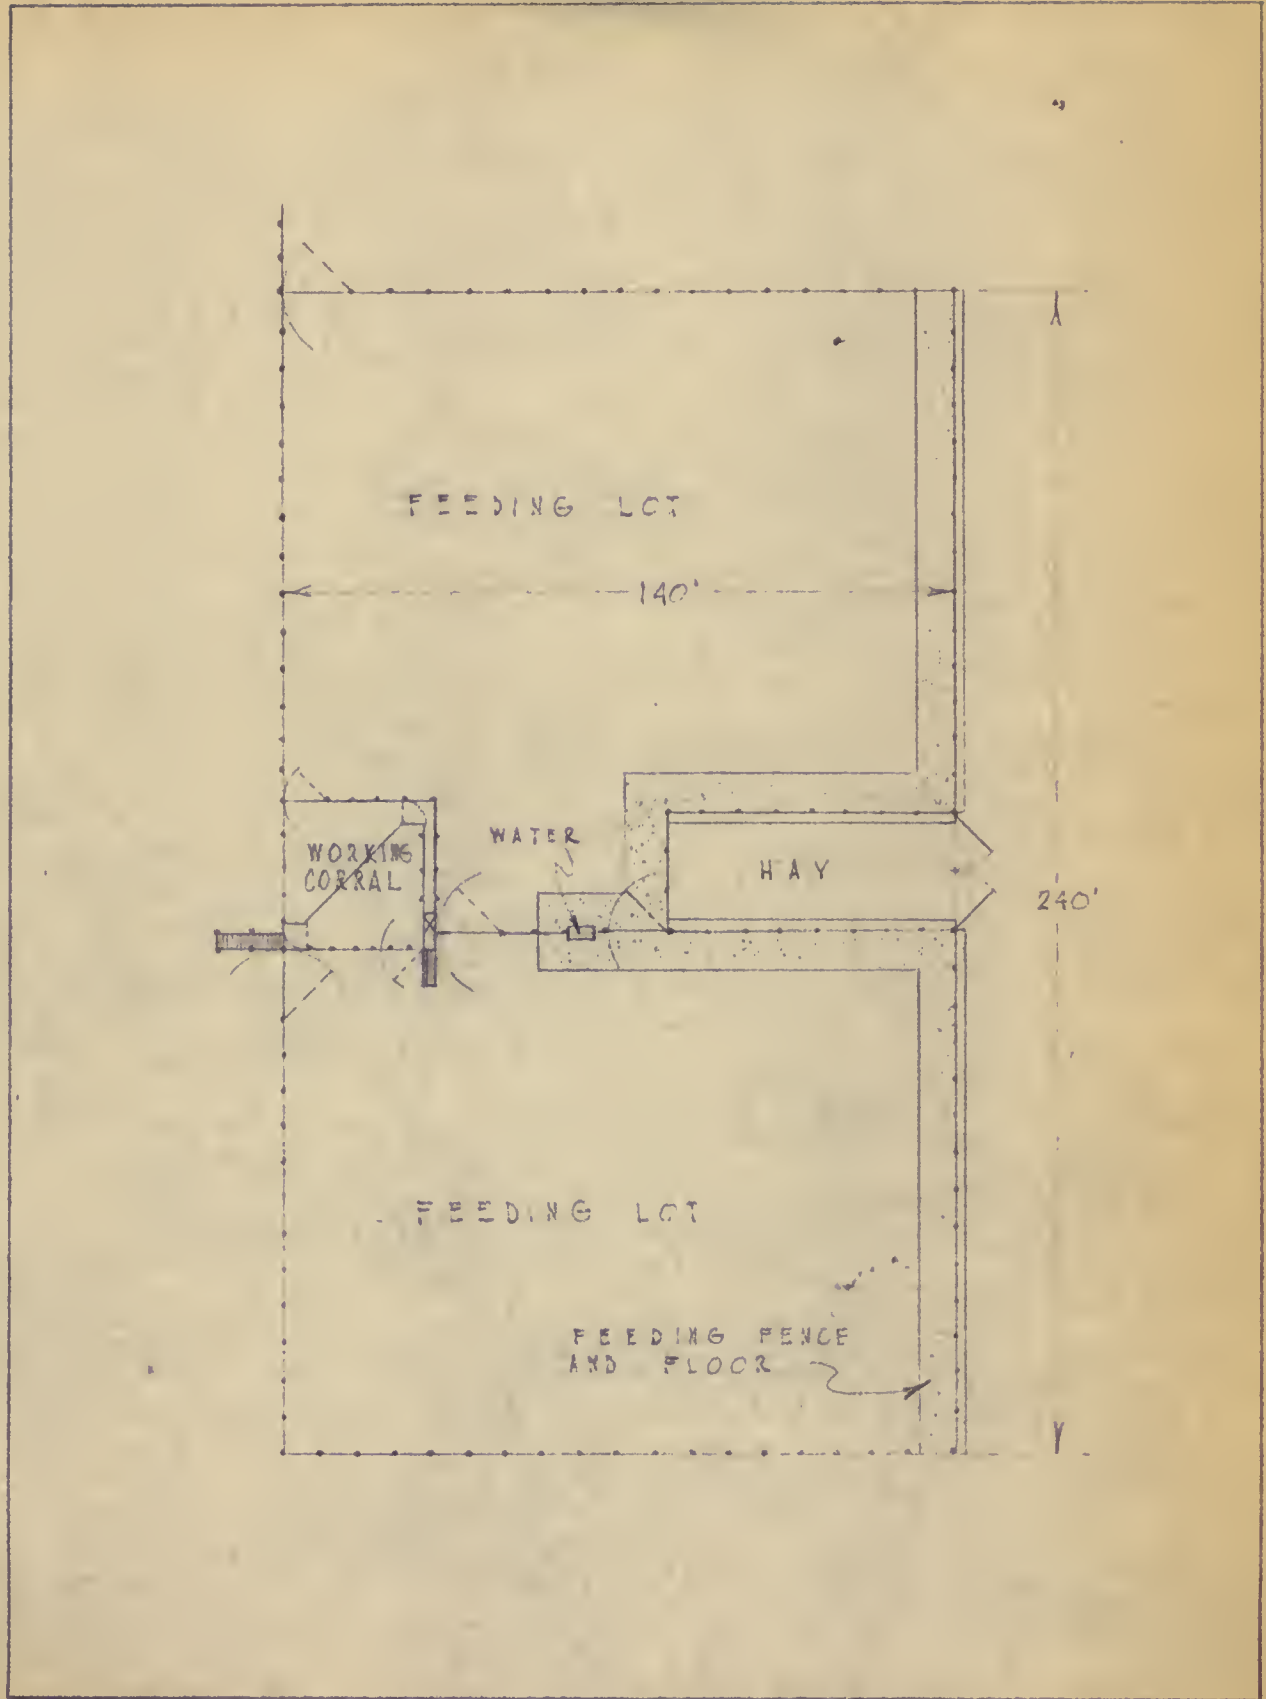 FEEDING LOT
140'
WATER
WORKING
CORRAL
HAY
240'
FEEDING LOT
FEEDING FENCE
AND FLOOR